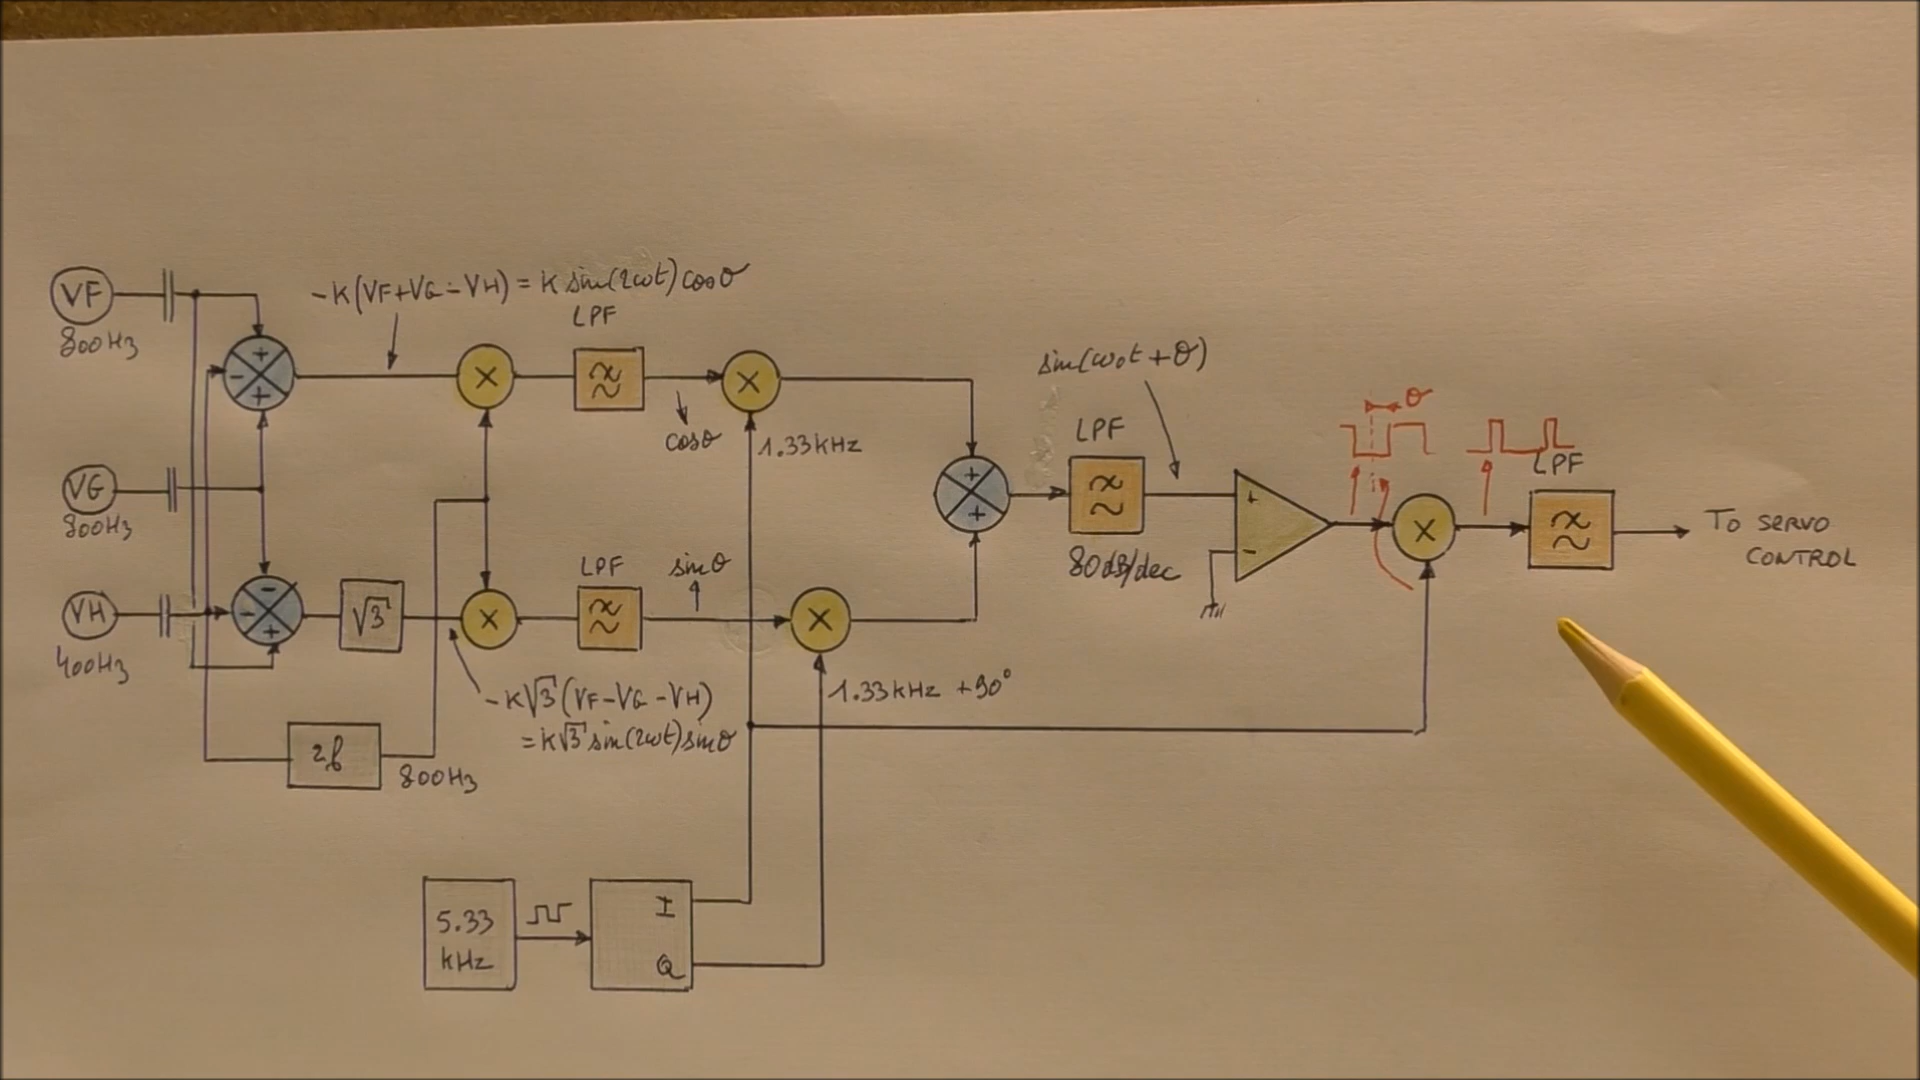 VF
800Hz
-K(VF+VG-VH) = K sin(2ωt) cosθ
LPF
+
-
+
×
≈
×
cosθ
1.33kHz
VG
800Hz
VH
400Hz
-
-
+
√3
×
LPF
≈
sinθ
×
-K√3 (VF-VG-VH)
=K√3 sin(2ωt) sinθ
1.33kHz +90°
2f
800Hz
5.33
kHz
I
Q
+
+
LPF
≈
80dB/dec
sin(ω₀t + θ)
+
-
θ
×
LPF
≈
TO SERVO
CONTROL